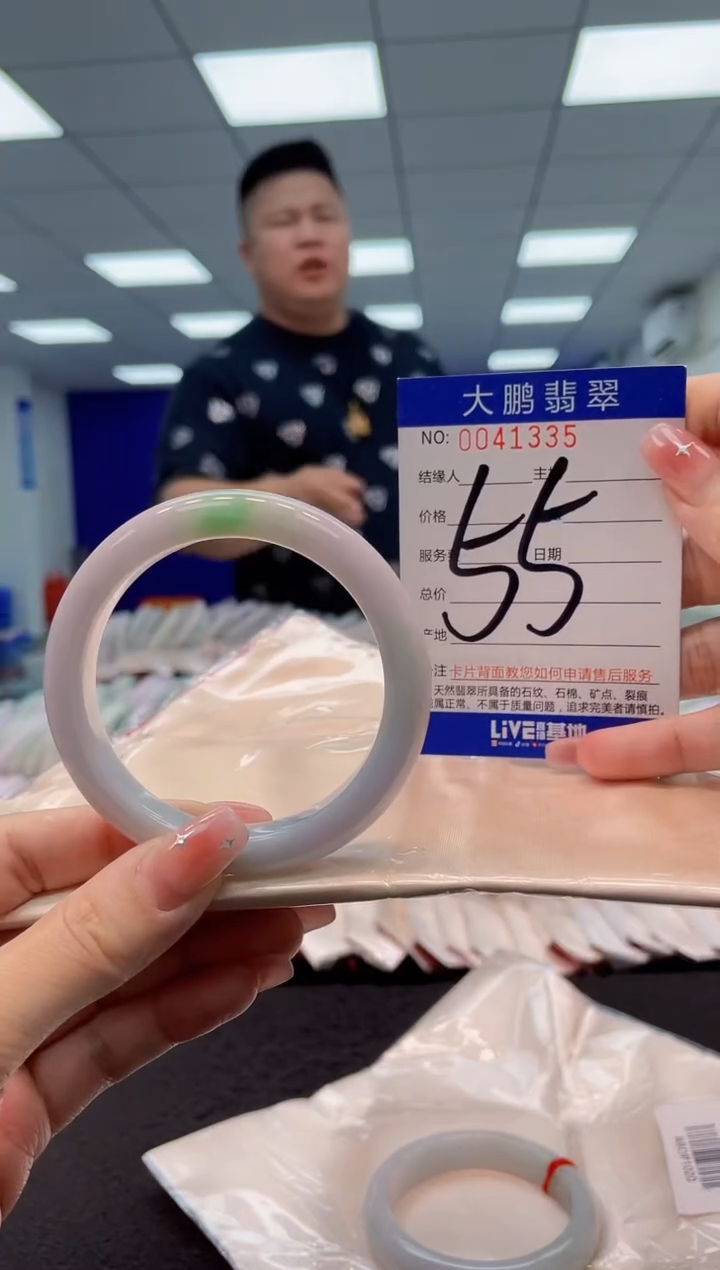 大鹏翡翠
NO: 0041335
结缘人 主
价格
服务 日期
55
总价
产地
注 卡片背面教您如何申请售后服务
天然翡翠所具备的石纹、石棉、矿点、裂痕
属正常、不属于质量问题，追求完美者请慎拍。
LiVE 直播 基地